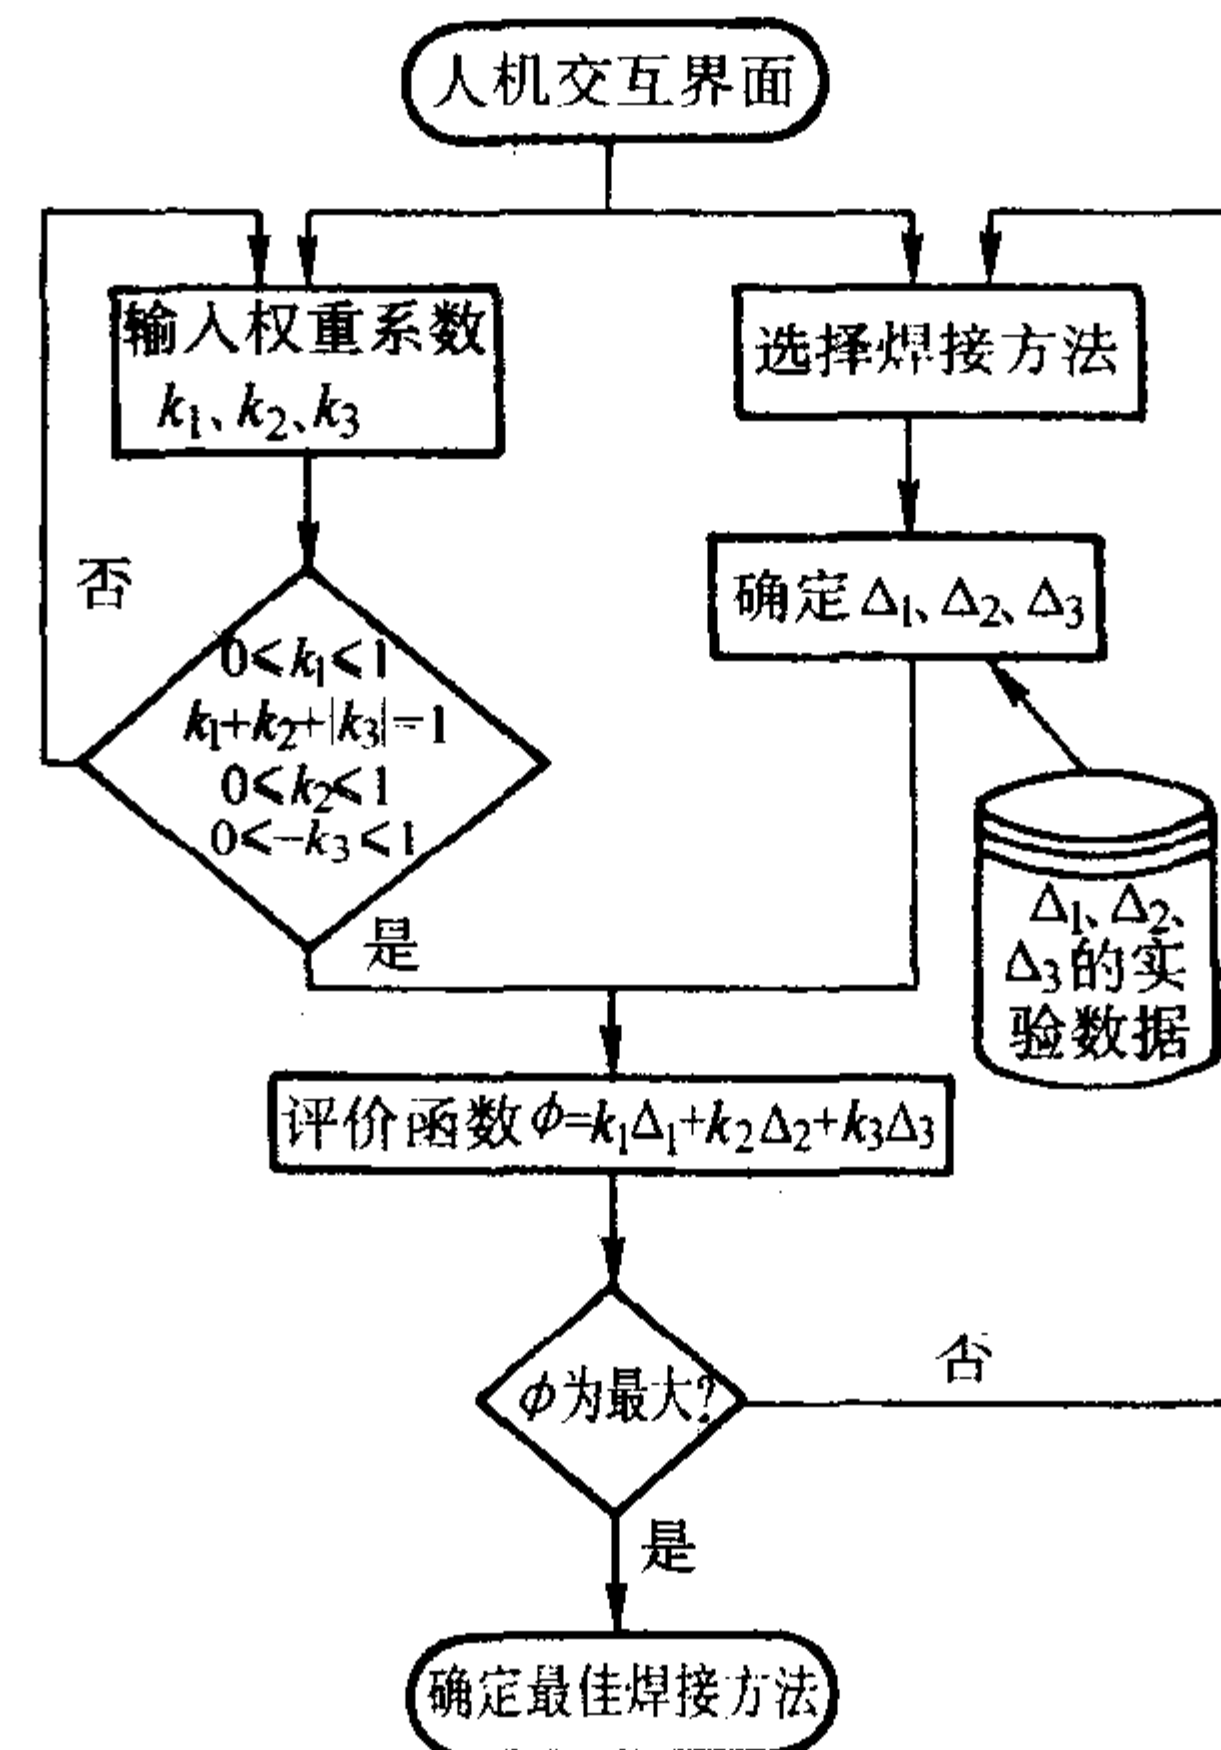 人机交互界面
输入权重系数
k₁、k₂、k₃
选择焊接方法
否
确定 Δ₁、Δ₂、Δ₃
0≤k₁≤1
k₁+k₂+|k₃|=1
0≤k₂≤1
0≤-k₃≤1
是
Δ₁、Δ₂、
Δ₃的实
验数据
评价函数 ϕ=k₁Δ₁+k₂Δ₂+k₃Δ₃
ϕ为最大?
否
是
确定最佳焊接方法